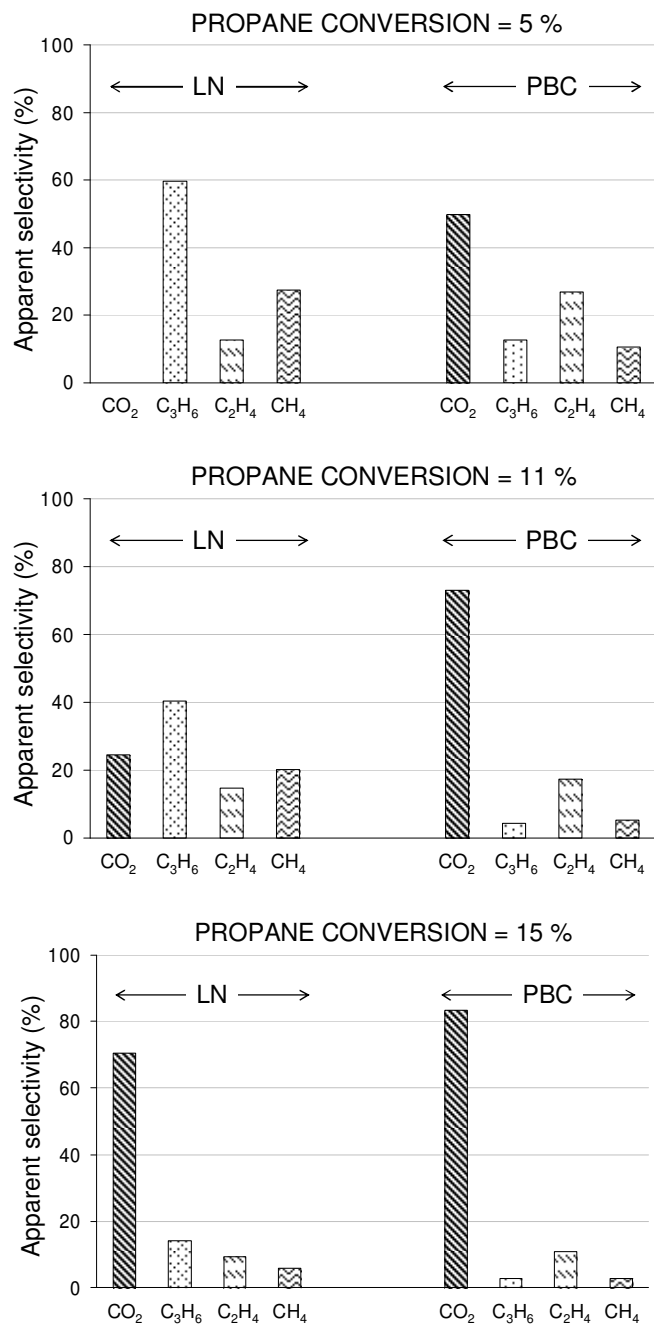 PROPANE CONVERSION = 5 %
Apparent selectivity (%)
100
80
60
40
20
0
LN
PBC
CO₂ C₃H₆ C₂H₄ CH₄ CO₂ C₃H₆ C₂H₄ CH₄
PROPANE CONVERSION = 11 %
Apparent selectivity (%)
100
80
60
40
20
0
LN
PBC
CO₂ C₃H₆ C₂H₄ CH₄ CO₂ C₃H₆ C₂H₄ CH₄
PROPANE CONVERSION = 15 %
Apparent selectivity (%)
100
80
60
40
20
0
LN
PBC
CO₂ C₃H₆ C₂H₄ CH₄ CO₂ C₃H₆ C₂H₄ CH₄